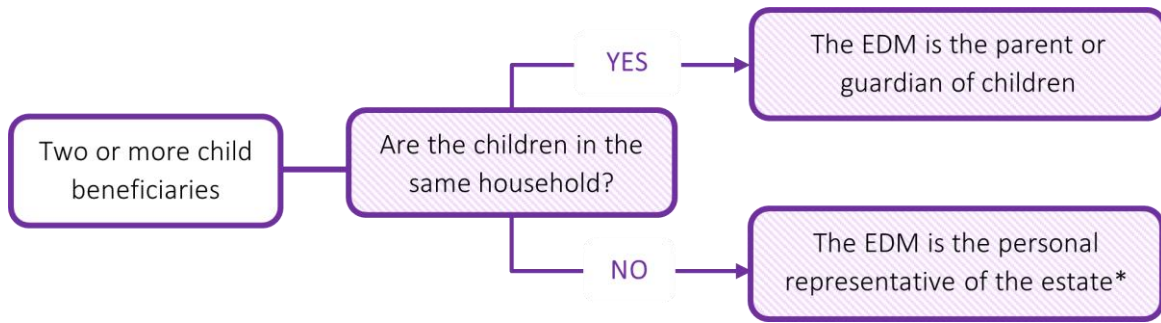 Two or more child
beneficiaries
Are the children in the
same household?
YES
The EDM is the parent or
guardian of children
NO
The EDM is the personal
representative of the estate*